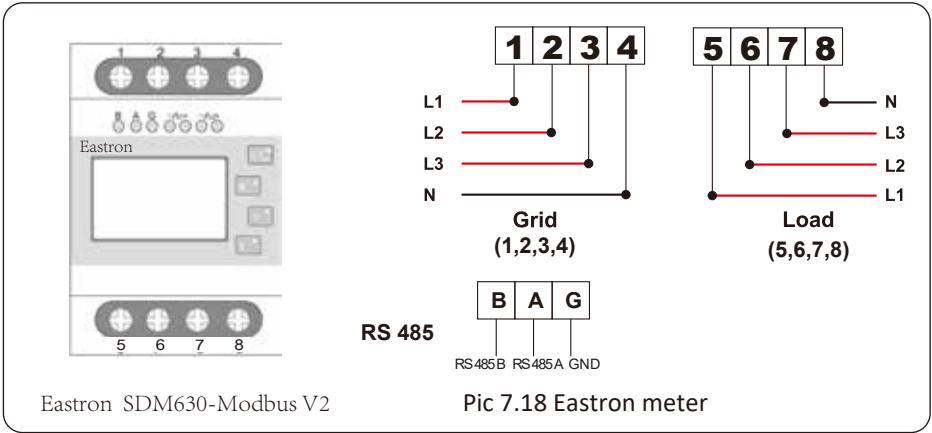 1 2 3 4
B A G
Eastron
5 6 7 8
1 2 3 4
L1
L2
L3
N
Grid
(1,2,3,4)
5 6 7 8
N
L3
L2
L1
Load
(5,6,7,8)
RS 485
B A G
RS485B RS485A GND
Eastron SDM630-Modbus V2
Pic 7.18 Eastron meter